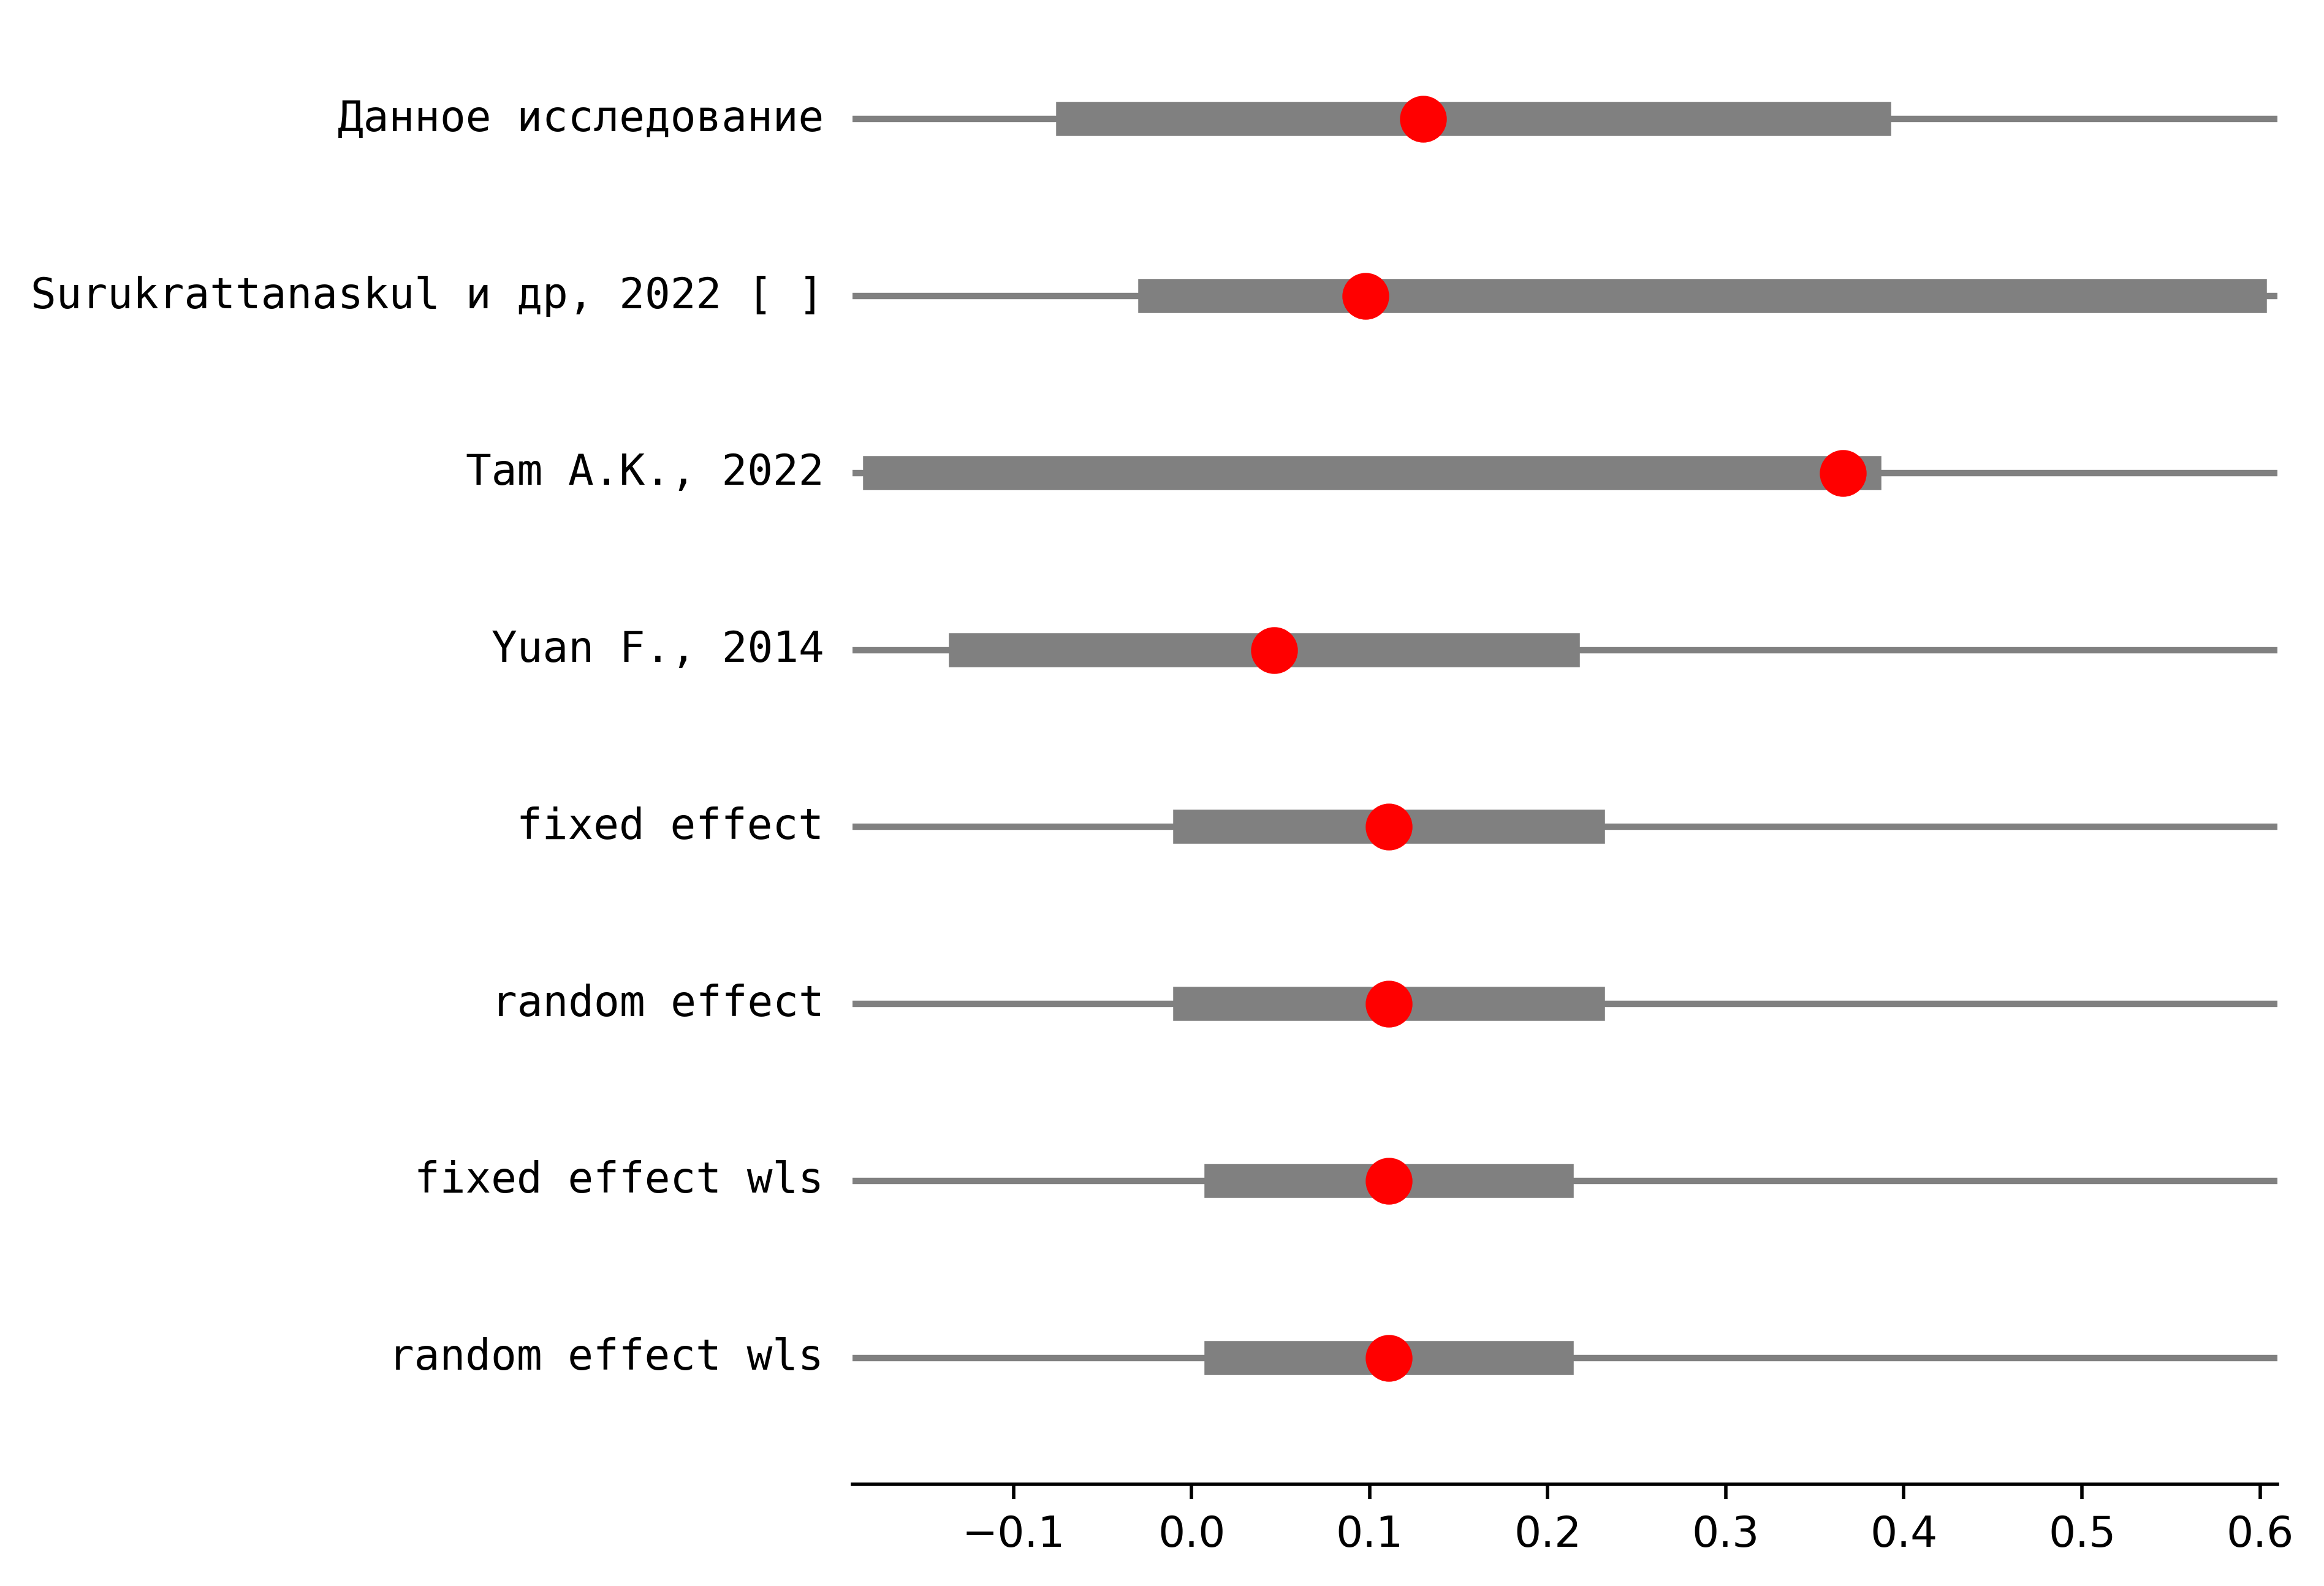 Данное исследование
Surukrattanaskul и др, 2022 [ ]
Tam A.K., 2022
Yuan F., 2014
fixed effect
random effect
fixed effect wls
random effect wls
−0.1 0.0 0.1 0.2 0.3 0.4 0.5 0.6